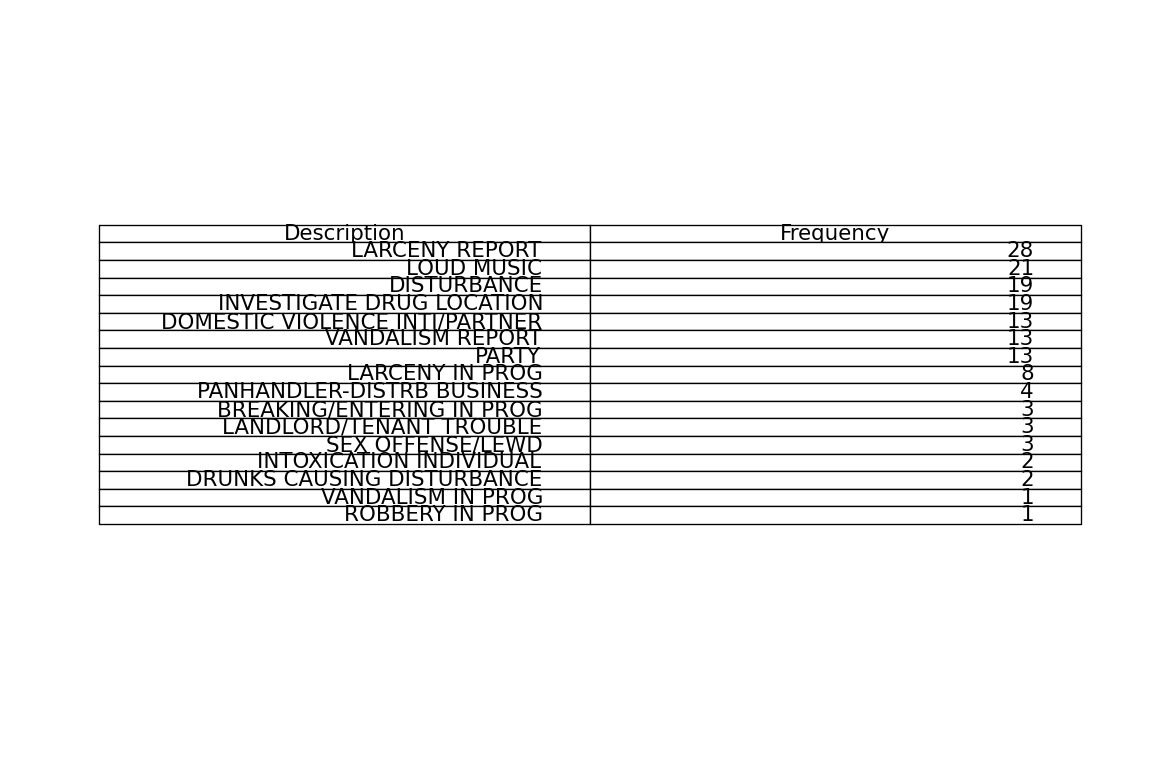 Description Frequency
LARCENY REPORT 28
LOUD MUSIC 21
DISTURBANCE 19
INVESTIGATE DRUG LOCATION 19
DOMESTIC VIOLENCE INTI/PARTNER 13
VANDALISM REPORT 13
PARTY 13
LARCENY IN PROG 8
PANHANDLER-DISTRB BUSINESS 4
BREAKING/ENTERING IN PROG 3
LANDLORD/TENANT TROUBLE 3
SEX OFFENSE/LEWD 3
INTOXICATION INDIVIDUAL 2
DRUNKS CAUSING DISTURBANCE 2
VANDALISM IN PROG 1
ROBBERY IN PROG 1